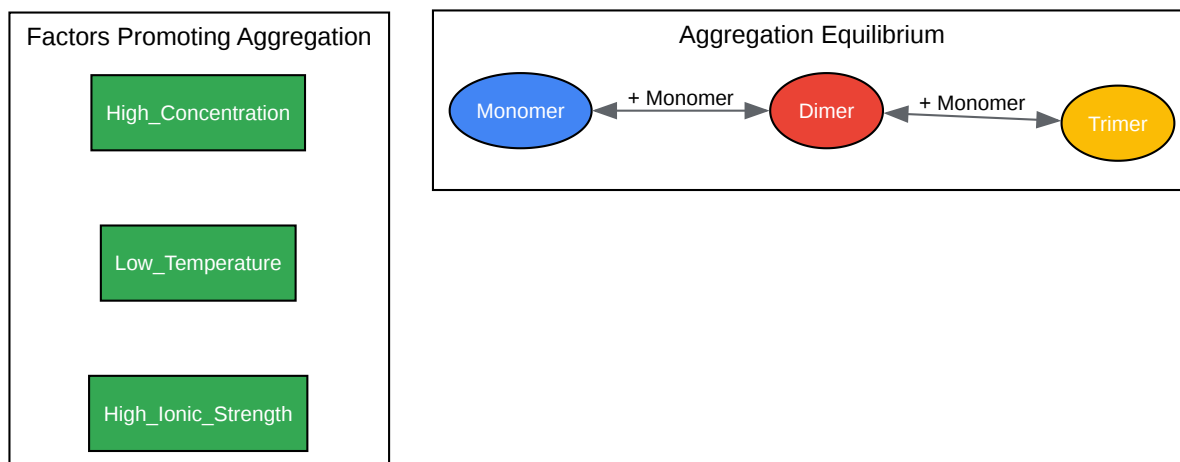 Factors Promoting Aggregation
High_Concentration
Low_Temperature
High_Ionic_Strength
Aggregation Equilibrium
Monomer
+ Monomer
Dimer
+ Monomer
Trimer